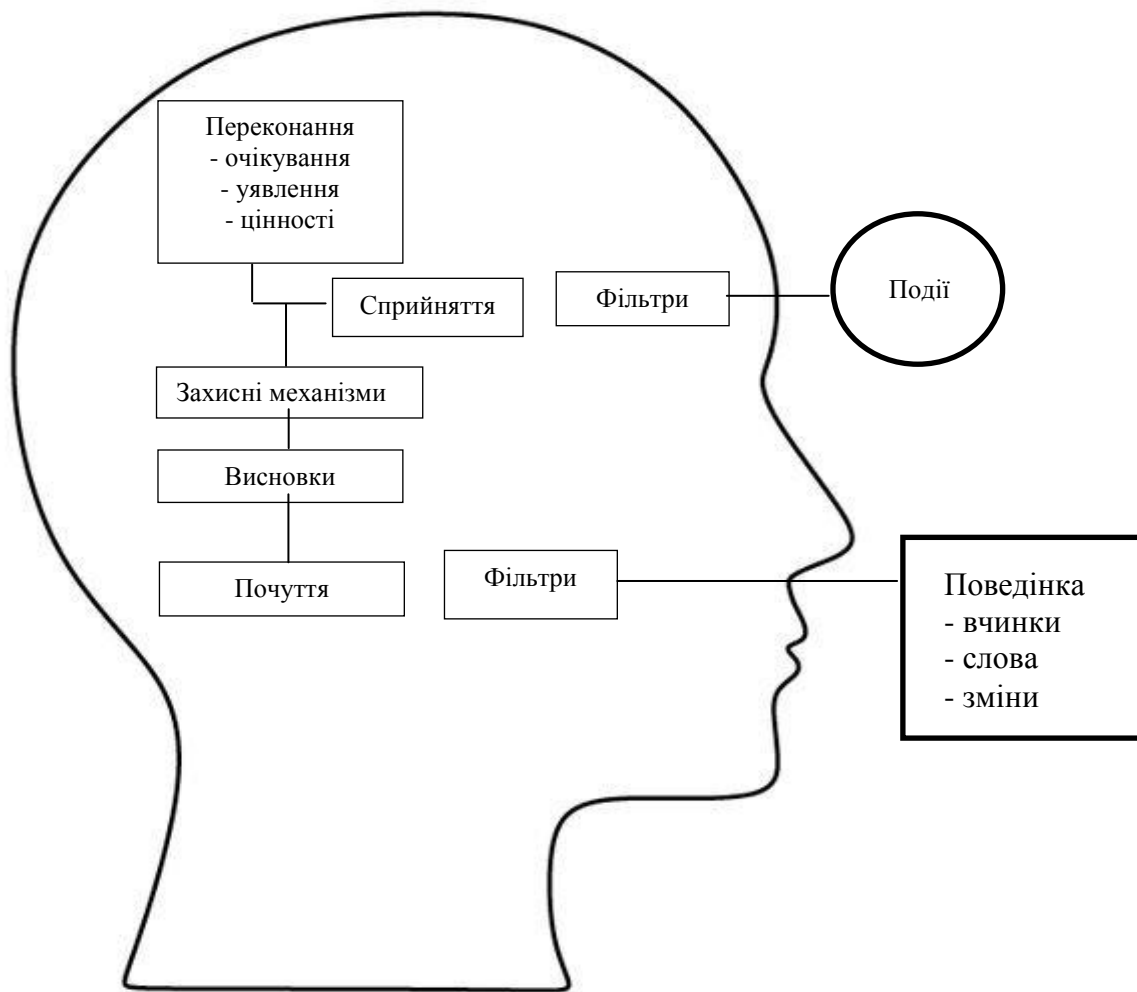 Переконання
- очікування
- уявлення
- цінності
Сприйняття
Фільтри
Події
Захисні механізми
Висновки
Почуття
Фільтри
Поведінка
- вчинки
- слова
- зміни